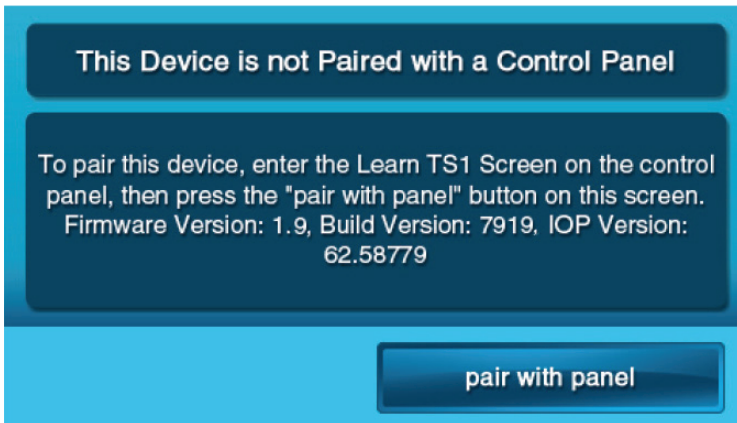 This Device is not Paired with a Control Panel
To pair this device, enter the Learn TS1 Screen on the control
panel, then press the "pair with panel" button on this screen.
Firmware Version: 1.9, Build Version: 7919, IOP Version:
62.58779
pair with panel